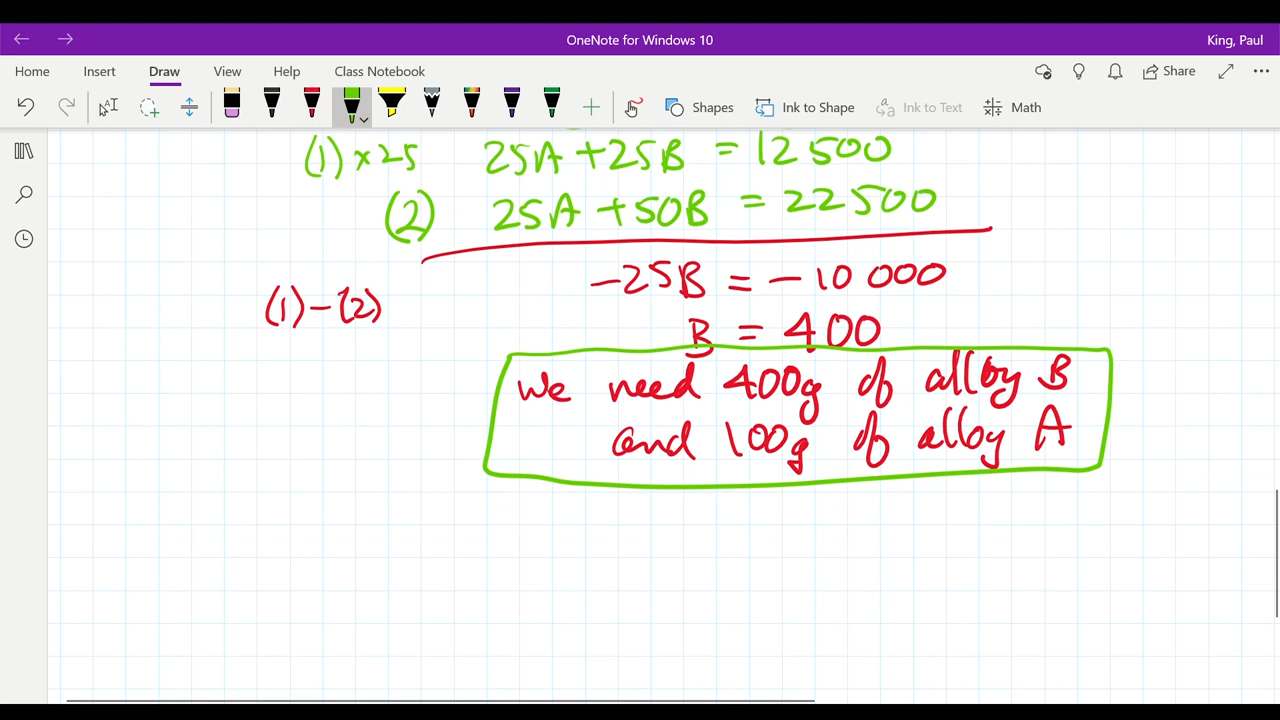 OneNote for Windows 10
King, Paul
Home Insert Draw View Help Class Notebook
Share
Shapes Ink to Shape Ink to Text Math
(1) × 25 25A + 25B = 12 500
(2) 25A + 50B = 22 500
-25B = -10 000
(1) - (2)
B = 400
We need 400g of alloy B
and 100g of alloy A